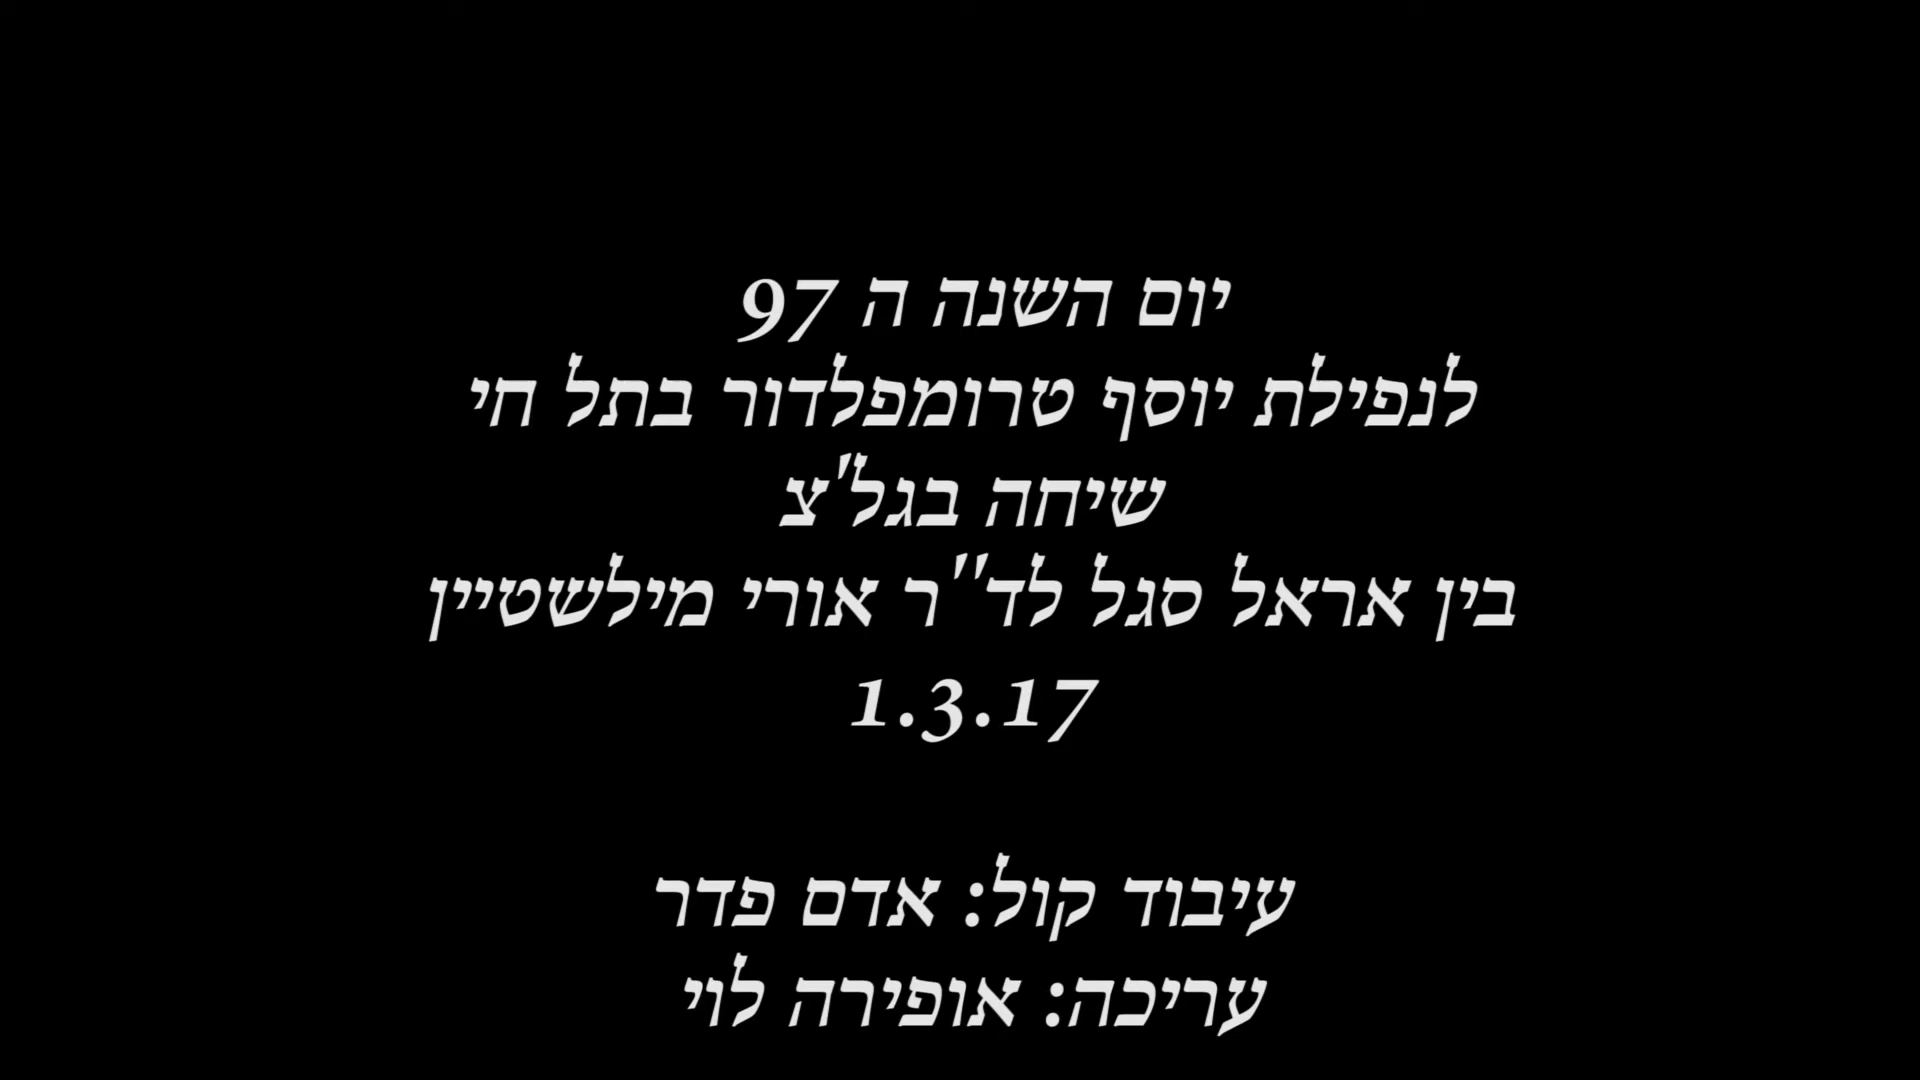 יום השנה ה 97
לנפילת יוסף טרומפלדור בתל חי
שיחה בגל'צ
בין אראל סגל לד''ר אורי מילשטיין
1.3.17
עיבוד קול: אדם פדר
עריכה: אופירה לוי